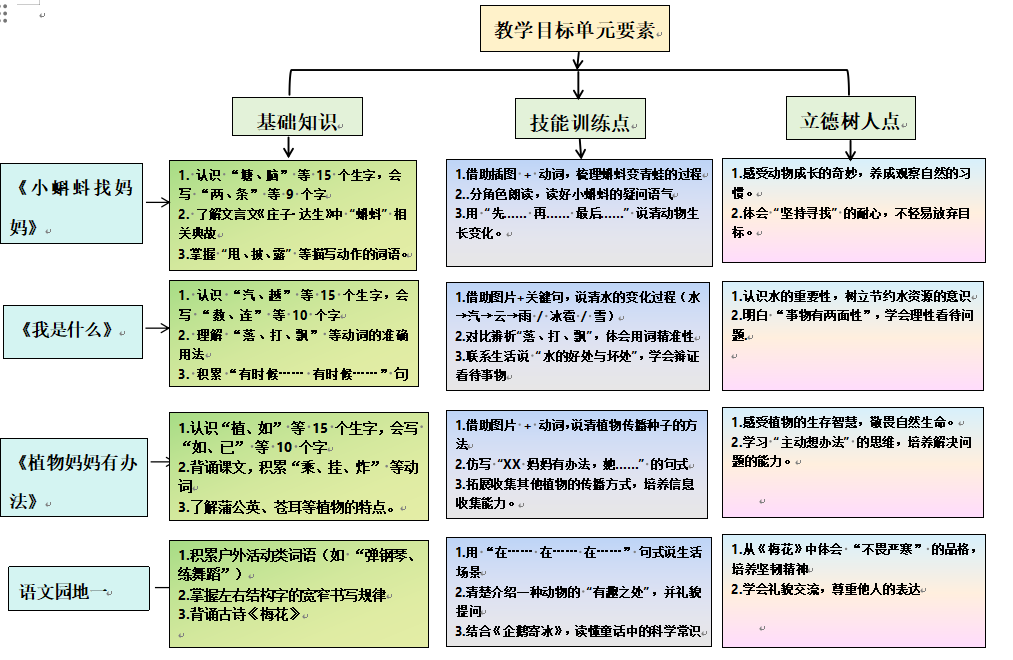 教学目标单元要素
基础知识
技能训练点
立德树人点
《小蝌蚪找妈
妈》
1. 认识“塘、脑”等 15 个生字，会
写“两、条”等 9 个字
2. 了解文言文《庄子·达生》中“蝌蚪”相
关典故
3.掌握“甩、披、露”等描写动作的词语。
1.借助插图 + 动词，梳理蝌蚪变青蛙的过程
2.分角色朗读，读好小蝌蚪的疑问语气
3.用“先…… 再…… 最后……”说清动物生
长变化。
1.感受动物成长的奇妙，养成观察自然的习
惯。
2.体会“坚持寻找”的耐心，不轻易放弃目
标。
《我是什么》
1. 认识“汽、越”等 15 个生字，会
写“数、连”等 10 个字
2. 理解“落、打、飘”等动词的准确
用法
3. 积累“有时候…… 有时候……”句
1.借助图片+关键句，说清水的变化过程（水
→汽→云→雨 / 冰雹 / 雪）
2.对比辨析“落、打、飘”，体会用词精准性
3.联系生活说“水的好处与坏处”，学会辩证
看待事物
1.认识水的重要性，树立节约水资源的意识
2.明白“事物有两面性”，学会理性看待问
题.
《植物妈妈有办
法》
1.认识“植、如”等 15 个生字，会写
“如、已”等 10 个字
2.背诵课文，积累“乘、挂、炸”等动
词
3.了解蒲公英、苍耳等植物的特点。
1.借助图片 + 动词，说清植物传播种子的方
法
2.仿写“XX 妈妈有办法，她……”的句式
3.拓展收集其他植物的传播方式，培养信息
收集能力。
1.感受植物的生存智慧，敬畏自然生命。
2.学习“主动想办法”的思维，培养解决问
题的能力。
语文园地一
1.积累户外活动类词语（如“弹钢琴、
练舞蹈”）
2.掌握左右结构字的宽窄书写规律
3.背诵古诗《梅花》
1.用“在…… 在…… 在……”句式说生活
场景
2.清楚介绍一种动物的“有趣之处”，并礼貌
提问
3.结合《企鹅寄冰》，读懂童话中的科学常识
1.从《梅花》中体会“不畏严寒”的品格，
培养坚韧精神
2.学会礼貌交流，尊重他人的表达